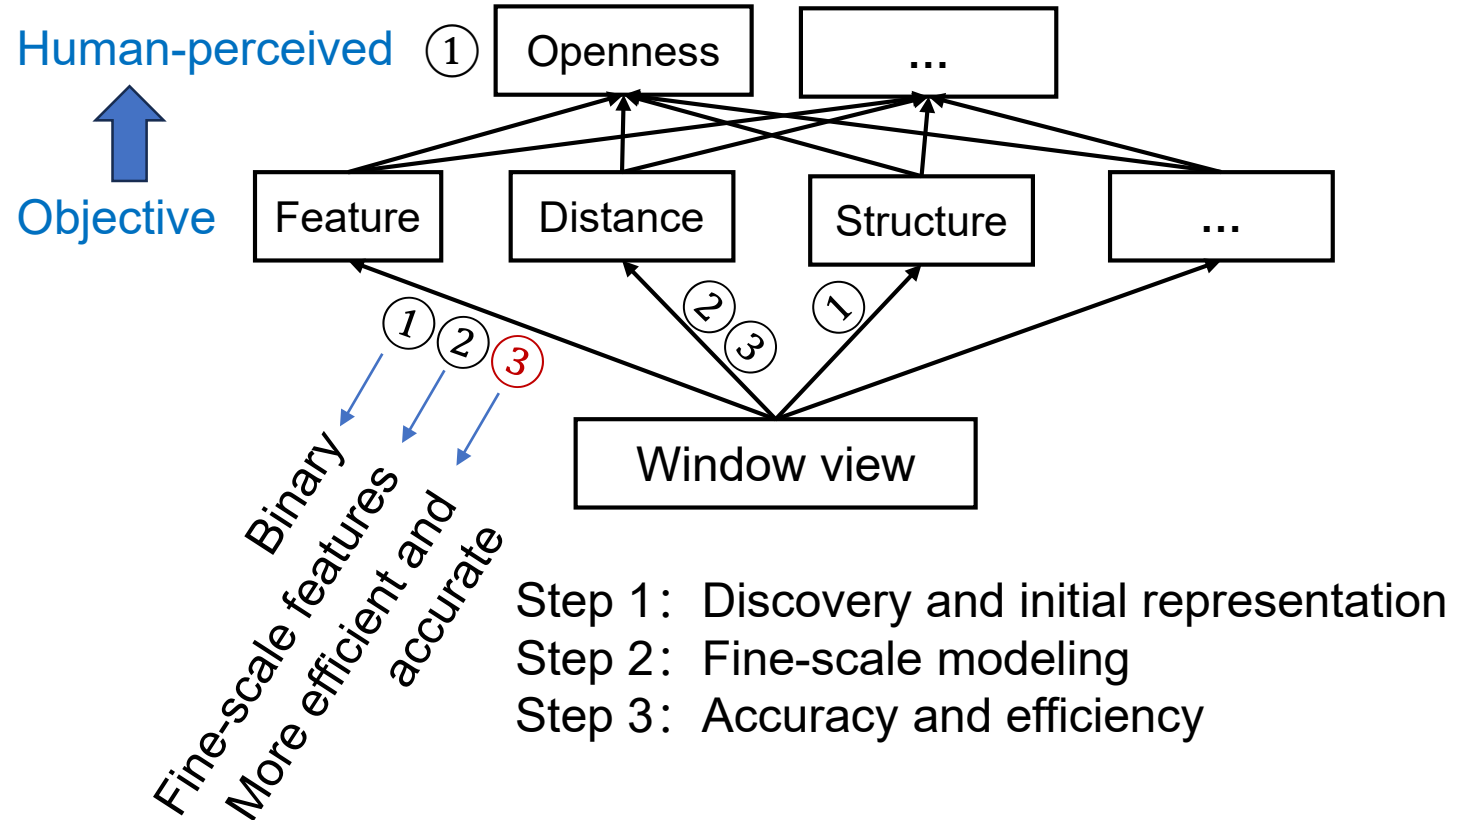 Human-perceived ① Openness ...
Objective Feature Distance Structure ...
① ② ③
② ③
①
Binary
Fine-scale features
More efficient and
accurate
Window view
Step 1： Discovery and initial representation
Step 2： Fine-scale modeling
Step 3： Accuracy and efficiency